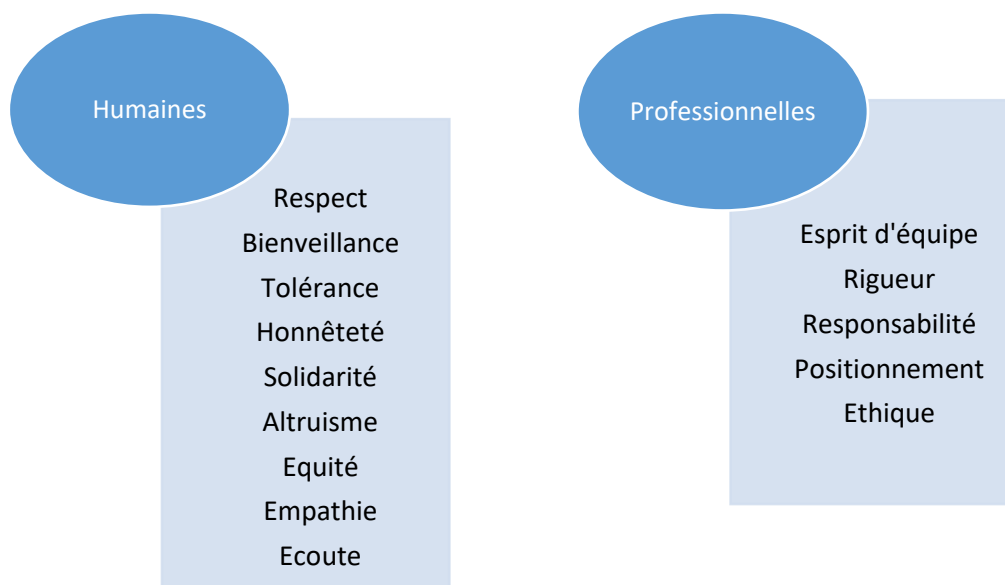 Humaines
Respect
Bienveillance
Tolérance
Honnêteté
Solidarité
Altruisme
Equité
Empathie
Ecoute
Professionnelles
Esprit d'équipe
Rigueur
Responsabilité
Positionnement
Ethique